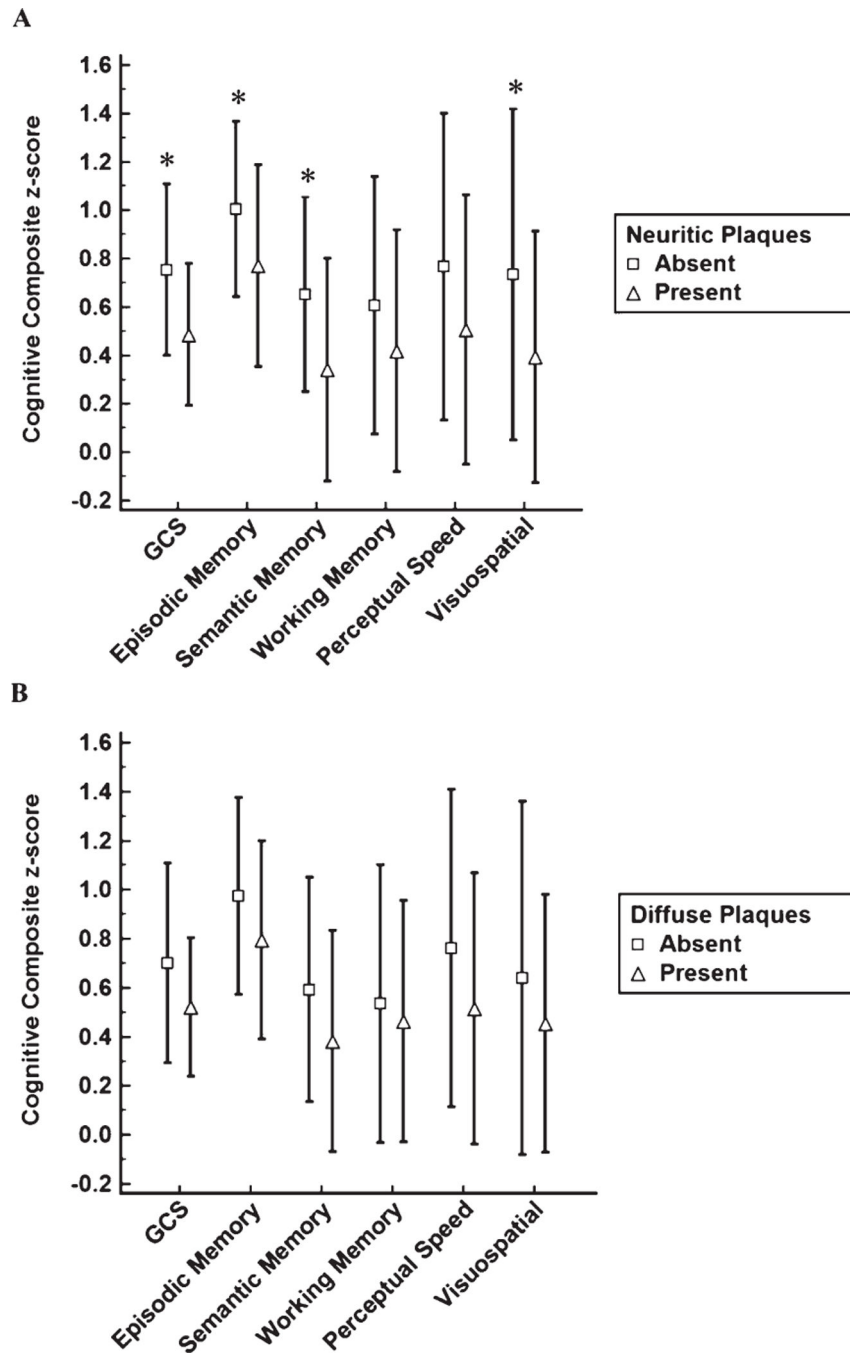 A
Cognitive Composite z-score
1.6
1.4
1.2
1.0
0.8
0.6
0.4
0.2
0.0
-0.2
*
*
*
*
GCS
Episodic Memory
Semantic Memory
Working Memory
Perceptual Speed
Visuospatial
Neuritic Plaques
Absent
Present
B
Cognitive Composite z-score
1.6
1.4
1.2
1.0
0.8
0.6
0.4
0.2
0.0
-0.2
GCS
Episodic Memory
Semantic Memory
Working Memory
Perceptual Speed
Visuospatial
Diffuse Plaques
Absent
Present